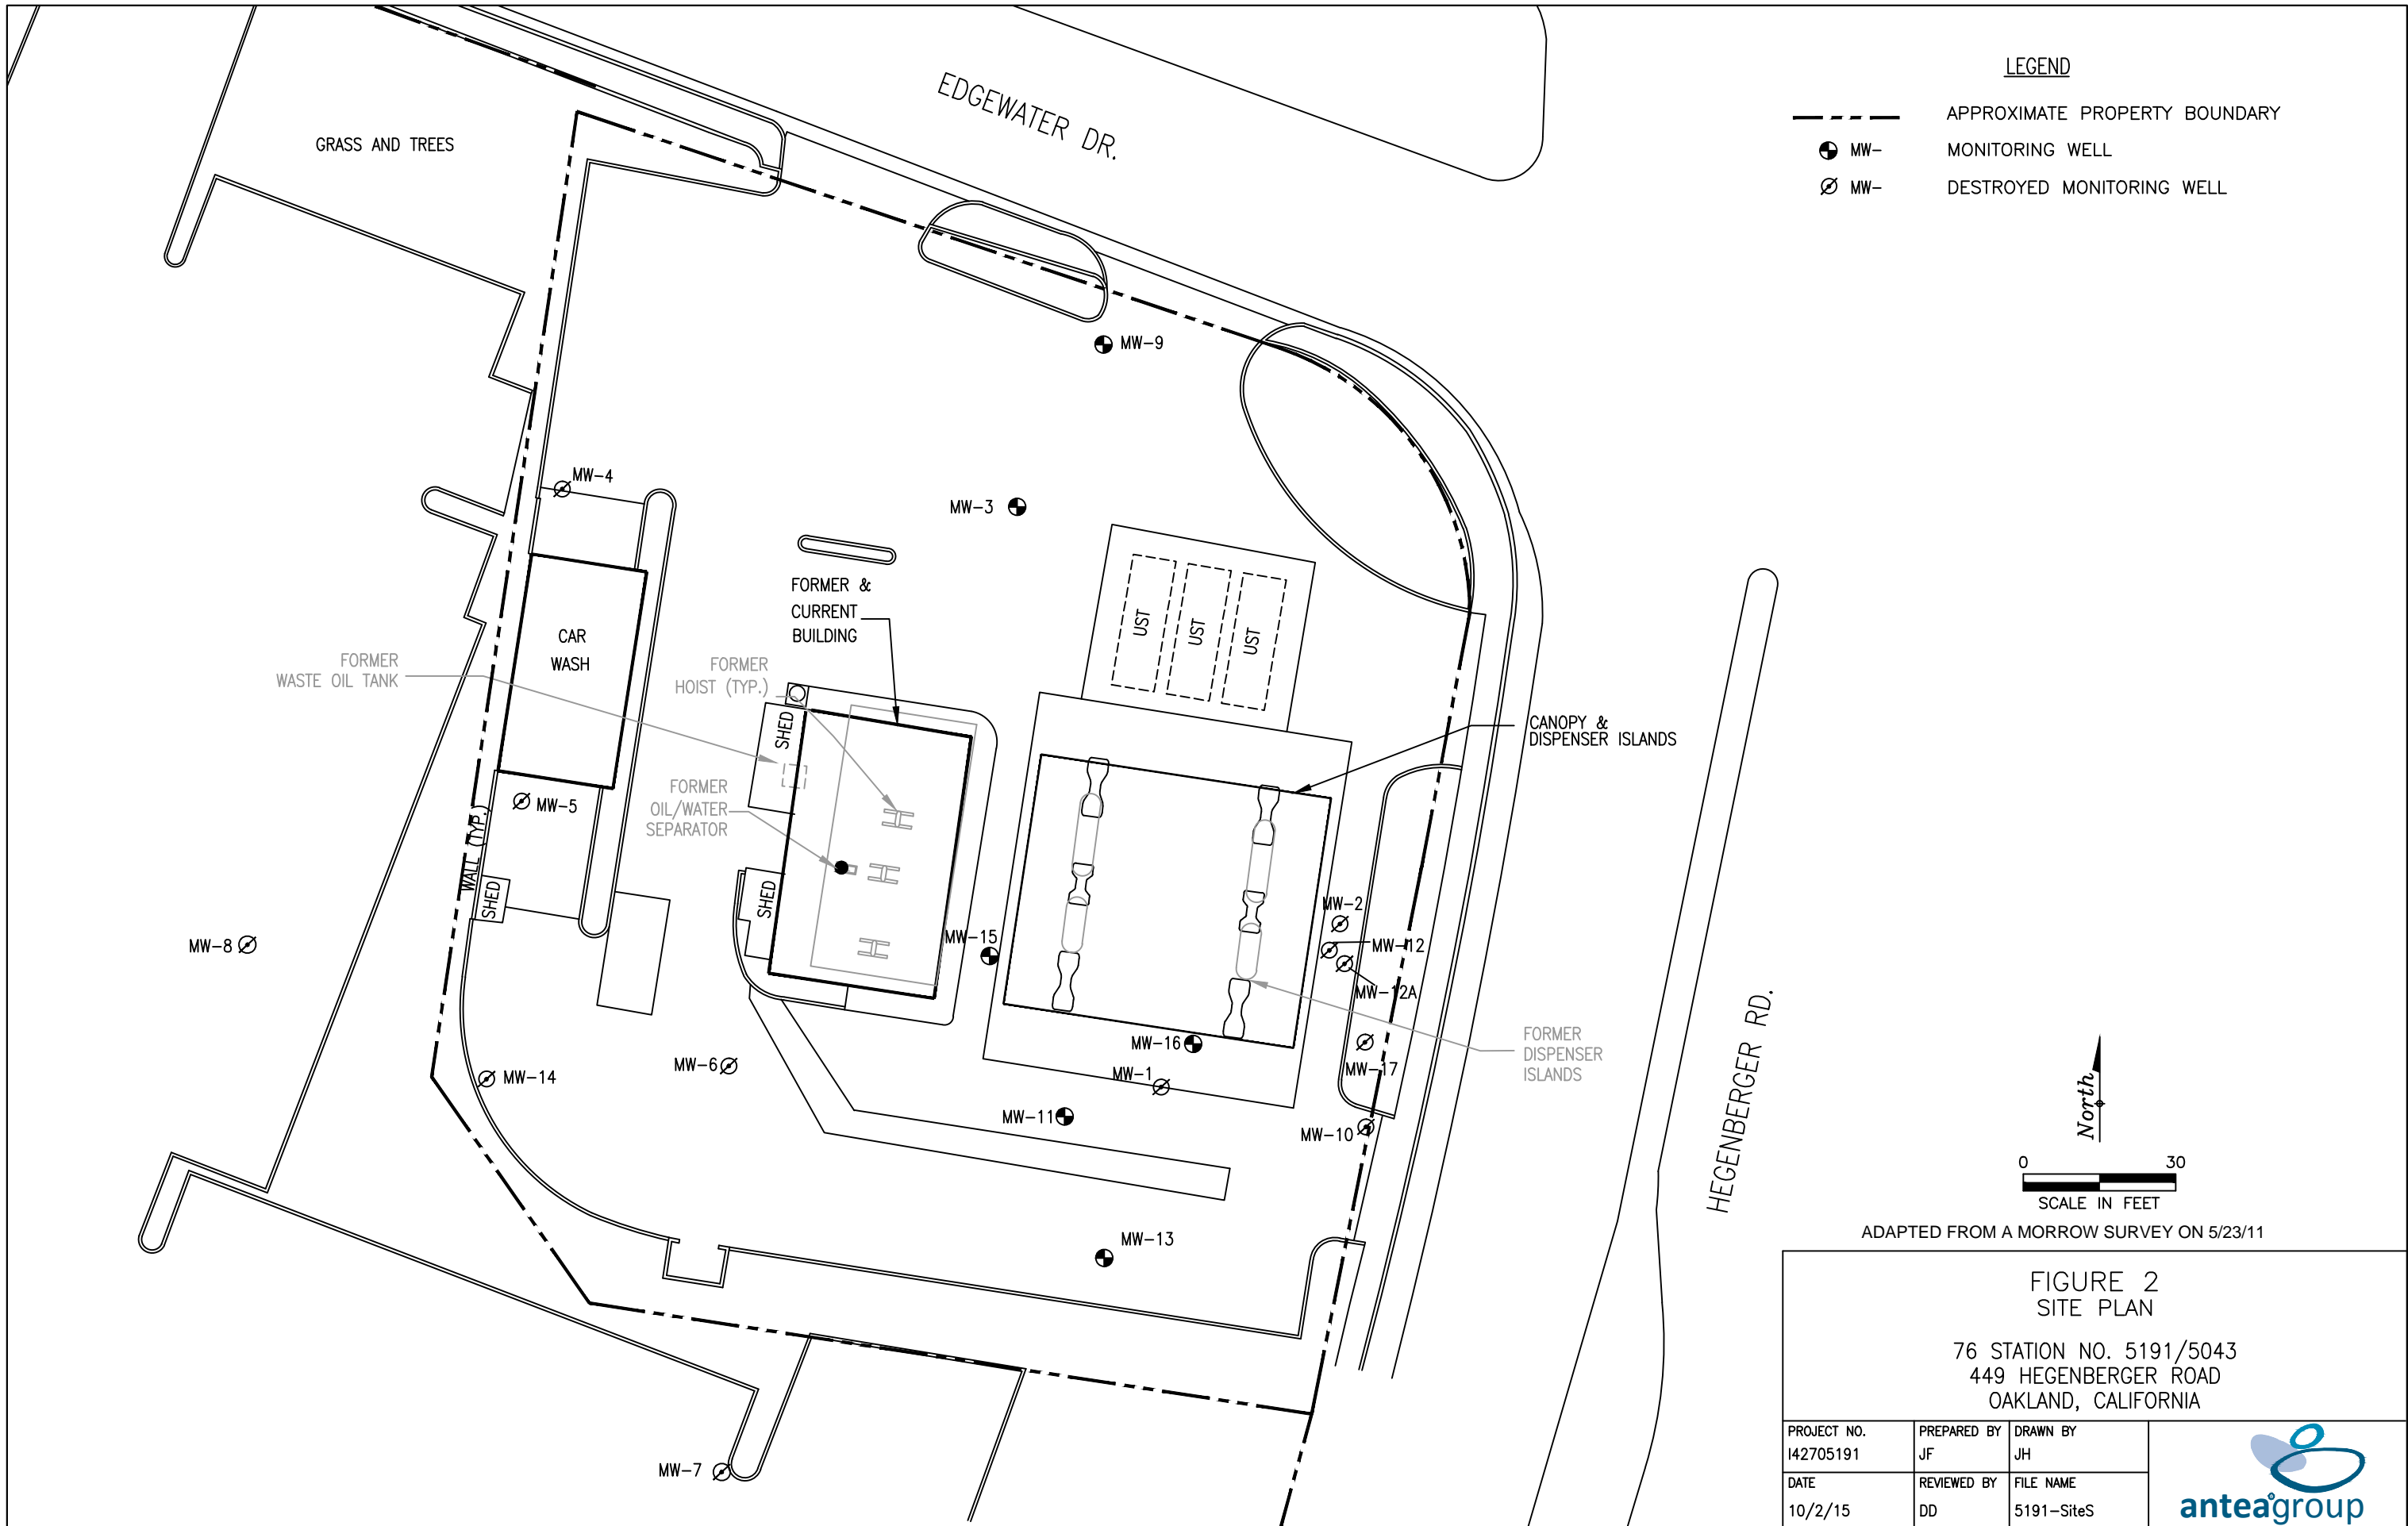 LEGEND
APPROXIMATE PROPERTY BOUNDARY
MW-
MONITORING WELL
MW-
DESTROYED MONITORING WELL
EDGEWATER DR.
GRASS AND TREES
MW-9
MW-4
MW-3
FORMER &
CURRENT
BUILDING
UST
UST
UST
CAR
WASH
FORMER
WASTE OIL TANK
FORMER
HOIST (TYP.)
SHED
CANOPY &
DISPENSER ISLANDS
FORMER
OIL/WATER
SEPARATOR
MW-5
WALL (TYP.)
SHED
SHED
MW-8
MW-15
MW-2
MW-12
MW-12A
MW-16
MW-17
MW-1
MW-6
MW-14
MW-11
MW-10
FORMER
DISPENSER
ISLANDS
HEGENBERGER RD.
MW-13
MW-7
North
0 30
SCALE IN FEET
ADAPTED FROM A MORROW SURVEY ON 5/23/11
FIGURE 2
SITE PLAN
76 STATION NO. 5191/5043
449 HEGENBERGER ROAD
OAKLAND, CALIFORNIA
PROJECT NO.
I42705191
PREPARED BY
JF
DRAWN BY
JH
DATE
10/2/15
REVIEWED BY
DD
FILE NAME
5191-SiteS
anteagroup